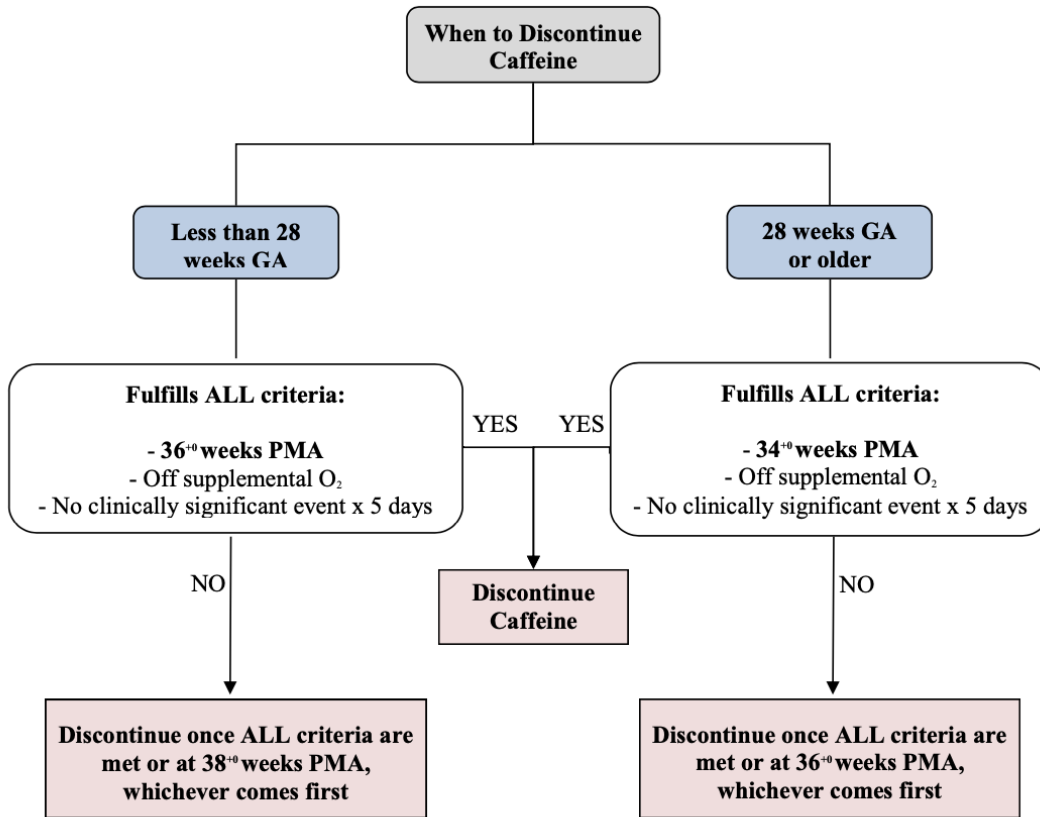 When to Discontinue
Caffeine
Less than 28
weeks GA
28 weeks GA
or older
Fulfills ALL criteria:
- 36⁺⁰ weeks PMA
- Off supplemental O₂
- No clinically significant event x 5 days
YES
YES
Fulfills ALL criteria:
- 34⁺⁰ weeks PMA
- Off supplemental O₂
- No clinically significant event x 5 days
NO
Discontinue
Caffeine
NO
Discontinue once ALL criteria are
met or at 38⁺⁰ weeks PMA,
whichever comes first
Discontinue once ALL criteria are
met or at 36⁺⁰ weeks PMA,
whichever comes first